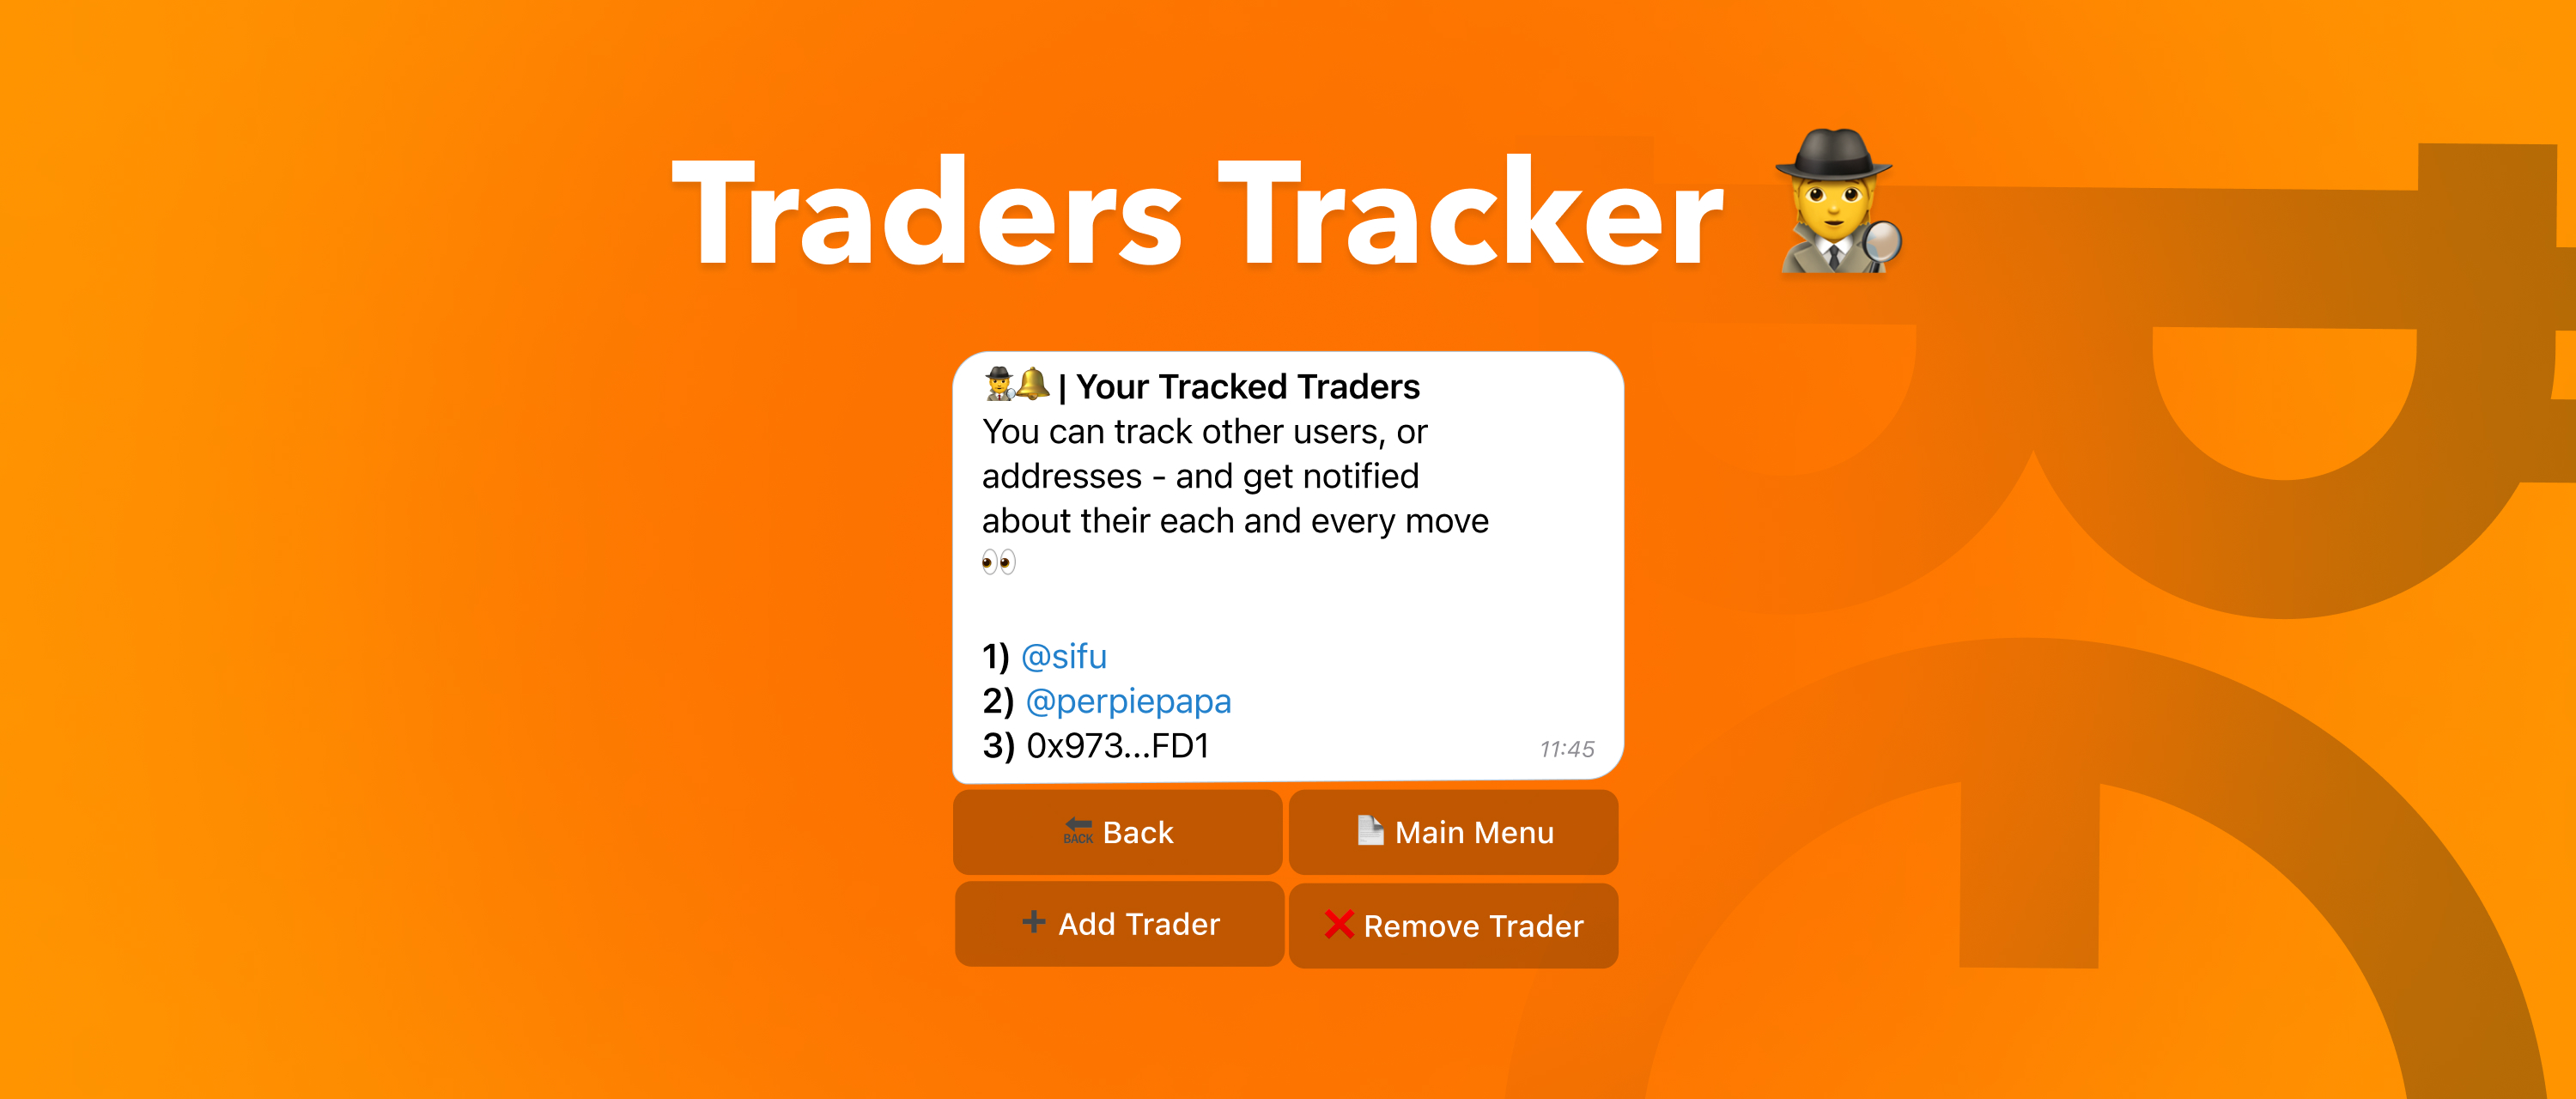 Traders Tracker 🕵️
🕵️🔔 | Your Tracked Traders
You can track other users, or
addresses - and get notified
about their each and every move
👀
1) @sifu
2) @perpiepapa
3) 0x973...FD1
11:45
🔙 Back
📄 Main Menu
➕ Add Trader
❌ Remove Trader